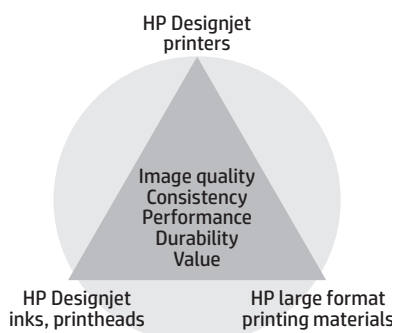 HP Designjet
printers
Image quality
Consistency
Performance
Durability
Value
HP Designjet
inks, printheads
HP large format
printing materials